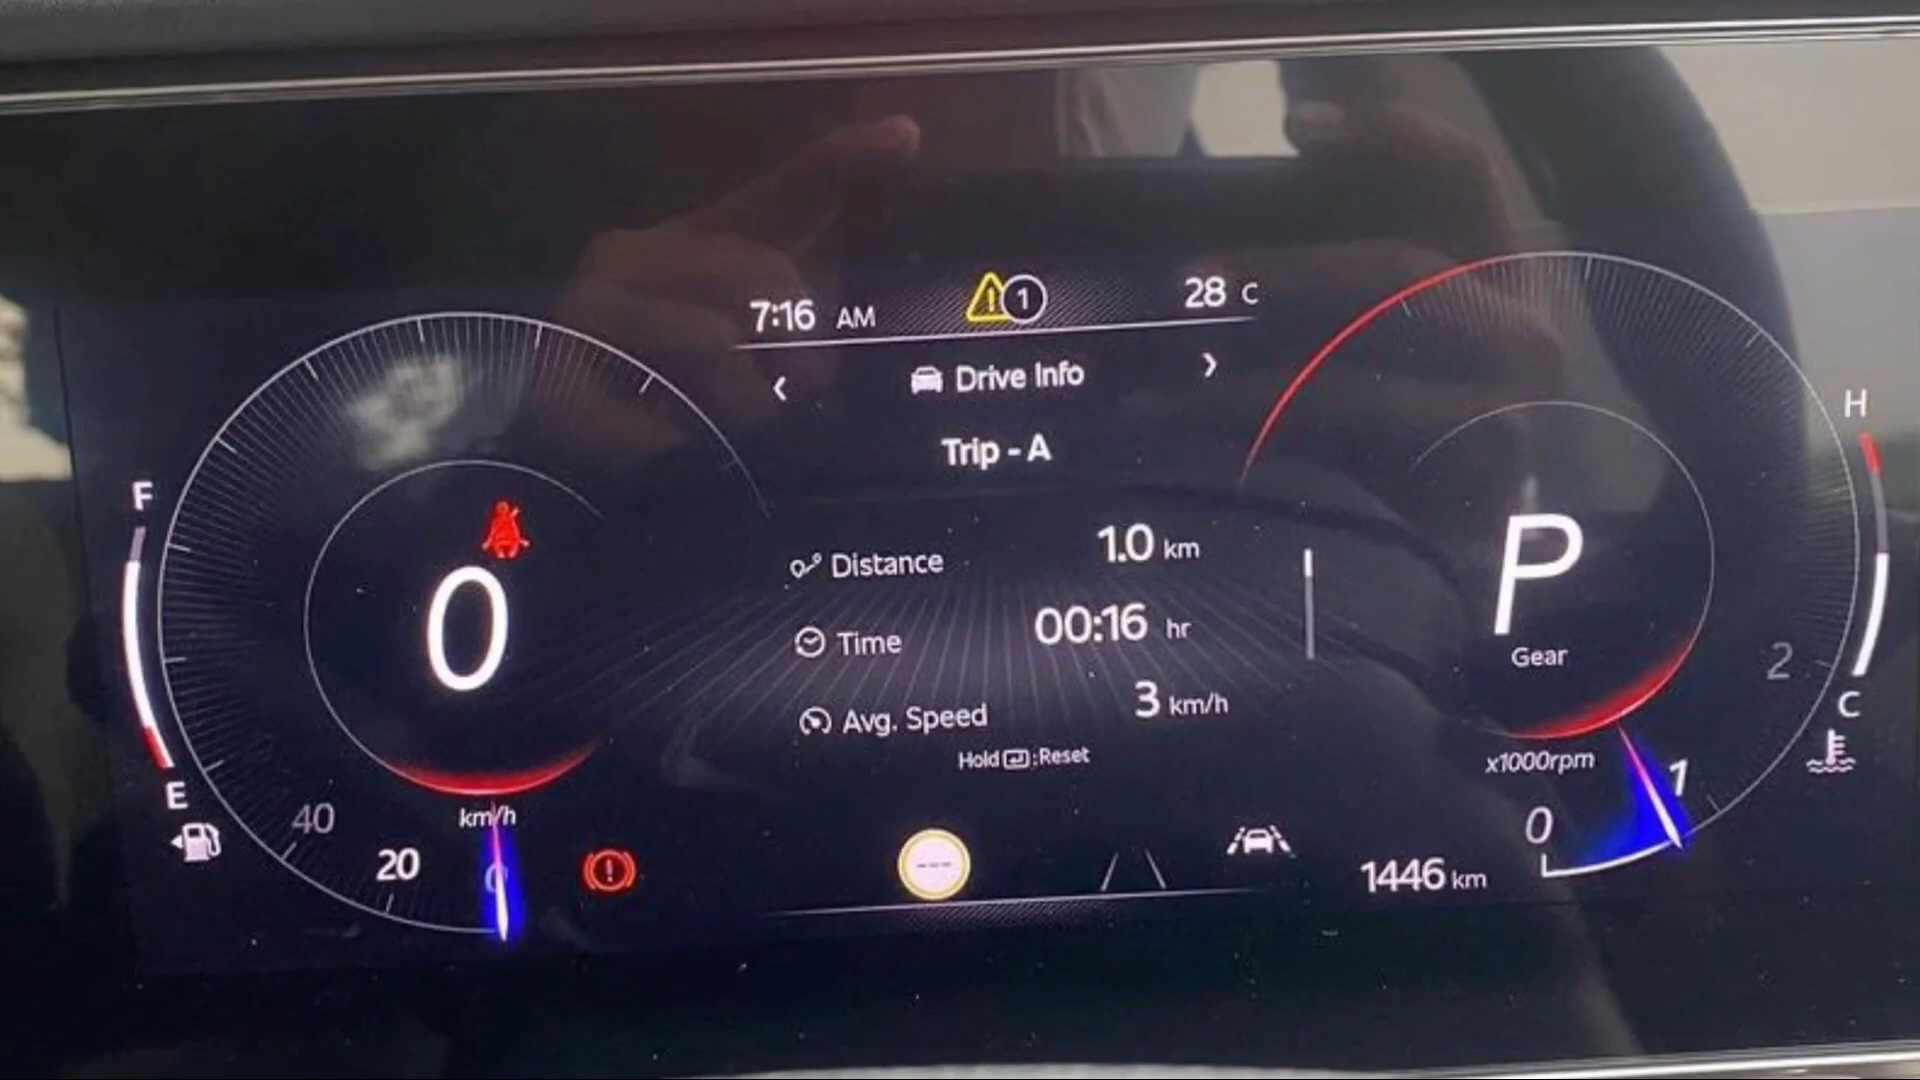 7:16 AM
1
28 C
Drive Info
Trip - A
Distance 1.0 km
Time 00:16 hr
Avg. Speed 3 km/h
Hold :Reset
F
E
0
km/h
40
20
0
---
1446 km
P
Gear
x1000rpm
0
1
2
H
C